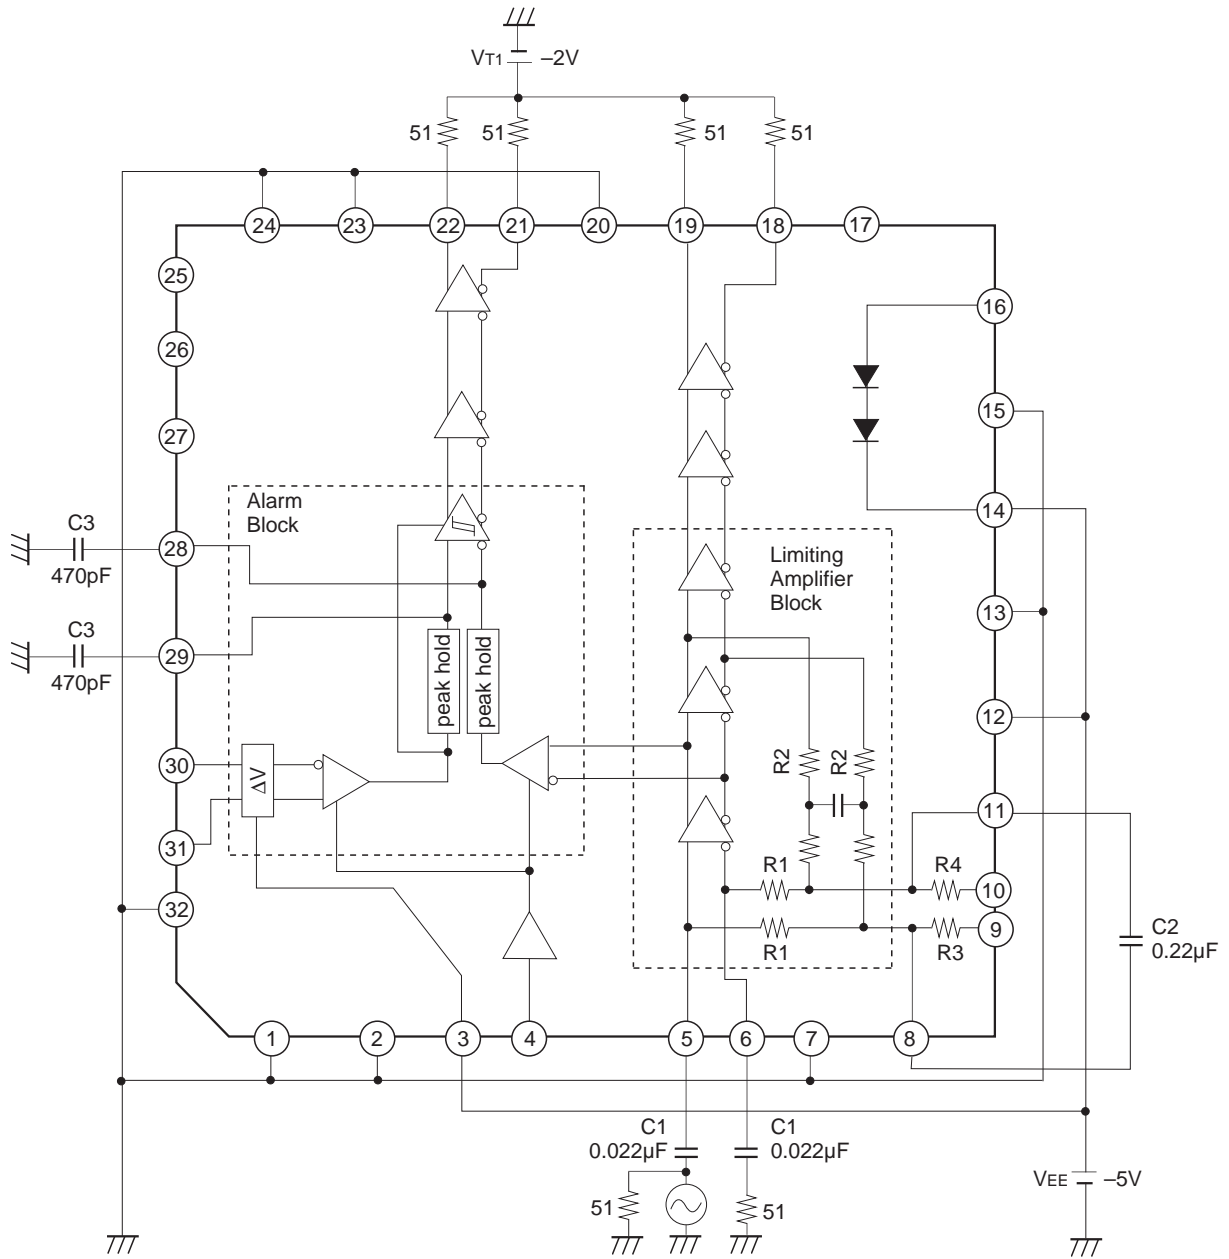 VT1 –2V
51 51 51 51
24 23 22 21 20 19 18 17
25
16
26
15
27
Alarm
Block
14
C3
28
470pF
Limiting
Amplifier
Block
13
C3
29
470pF
peak hold
peak hold
12
30
ΔV
R2 R2
11
31
R1 R4
10
32
9
R1 R3
C2
0.22µF
1 2 3 4 5 6 7 8
C1
0.022µF
C1
0.022µF
VEE –5V
51 51